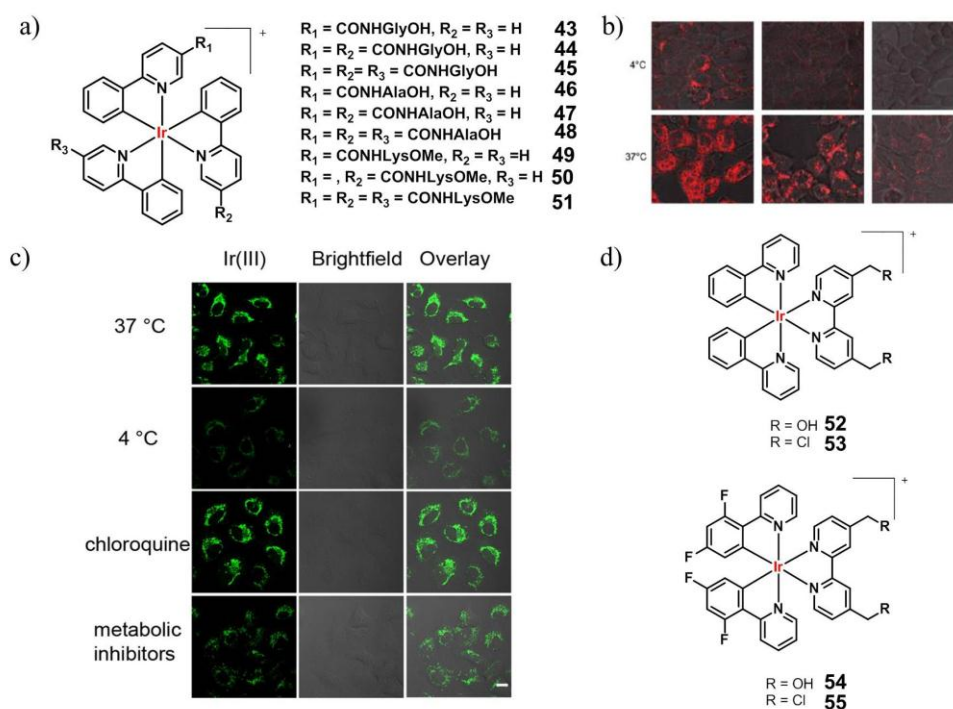 a)
R₁
+
N
Ir
R₃
N
N
R₂
R₁ = CONHGlyOH, R₂ = R₃ = H 43
R₁ = R₂ = CONHGlyOH, R₃ = H 44
R₁ = R₂= R₃ = CONHGlyOH 45
R₁ = CONHAlaOH, R₂ = R₃ = H 46
R₁ = R₂ = CONHAlaOH, R₃ = H 47
R₁ = R₂ = R₃ = CONHAlaOH 48
R₁ = CONHLysOMe, R₂ = R₃ =H 49
R₁ = , R₂ = CONHLysOMe, R₃ = H 50
R₁ = R₂ = R₃ = CONHLysOMe 51
b)
4°C
37°C
c)
Ir(III) Brightfield Overlay
37 °C
4 °C
chloroquine
metabolic
inhibitors
d)
+
R
N
N
Ir
N
N
R
R = OH 52
R = Cl 53
+
F
R
N
F
N
Ir
F
N
N
F
R
R = OH 54
R = Cl 55